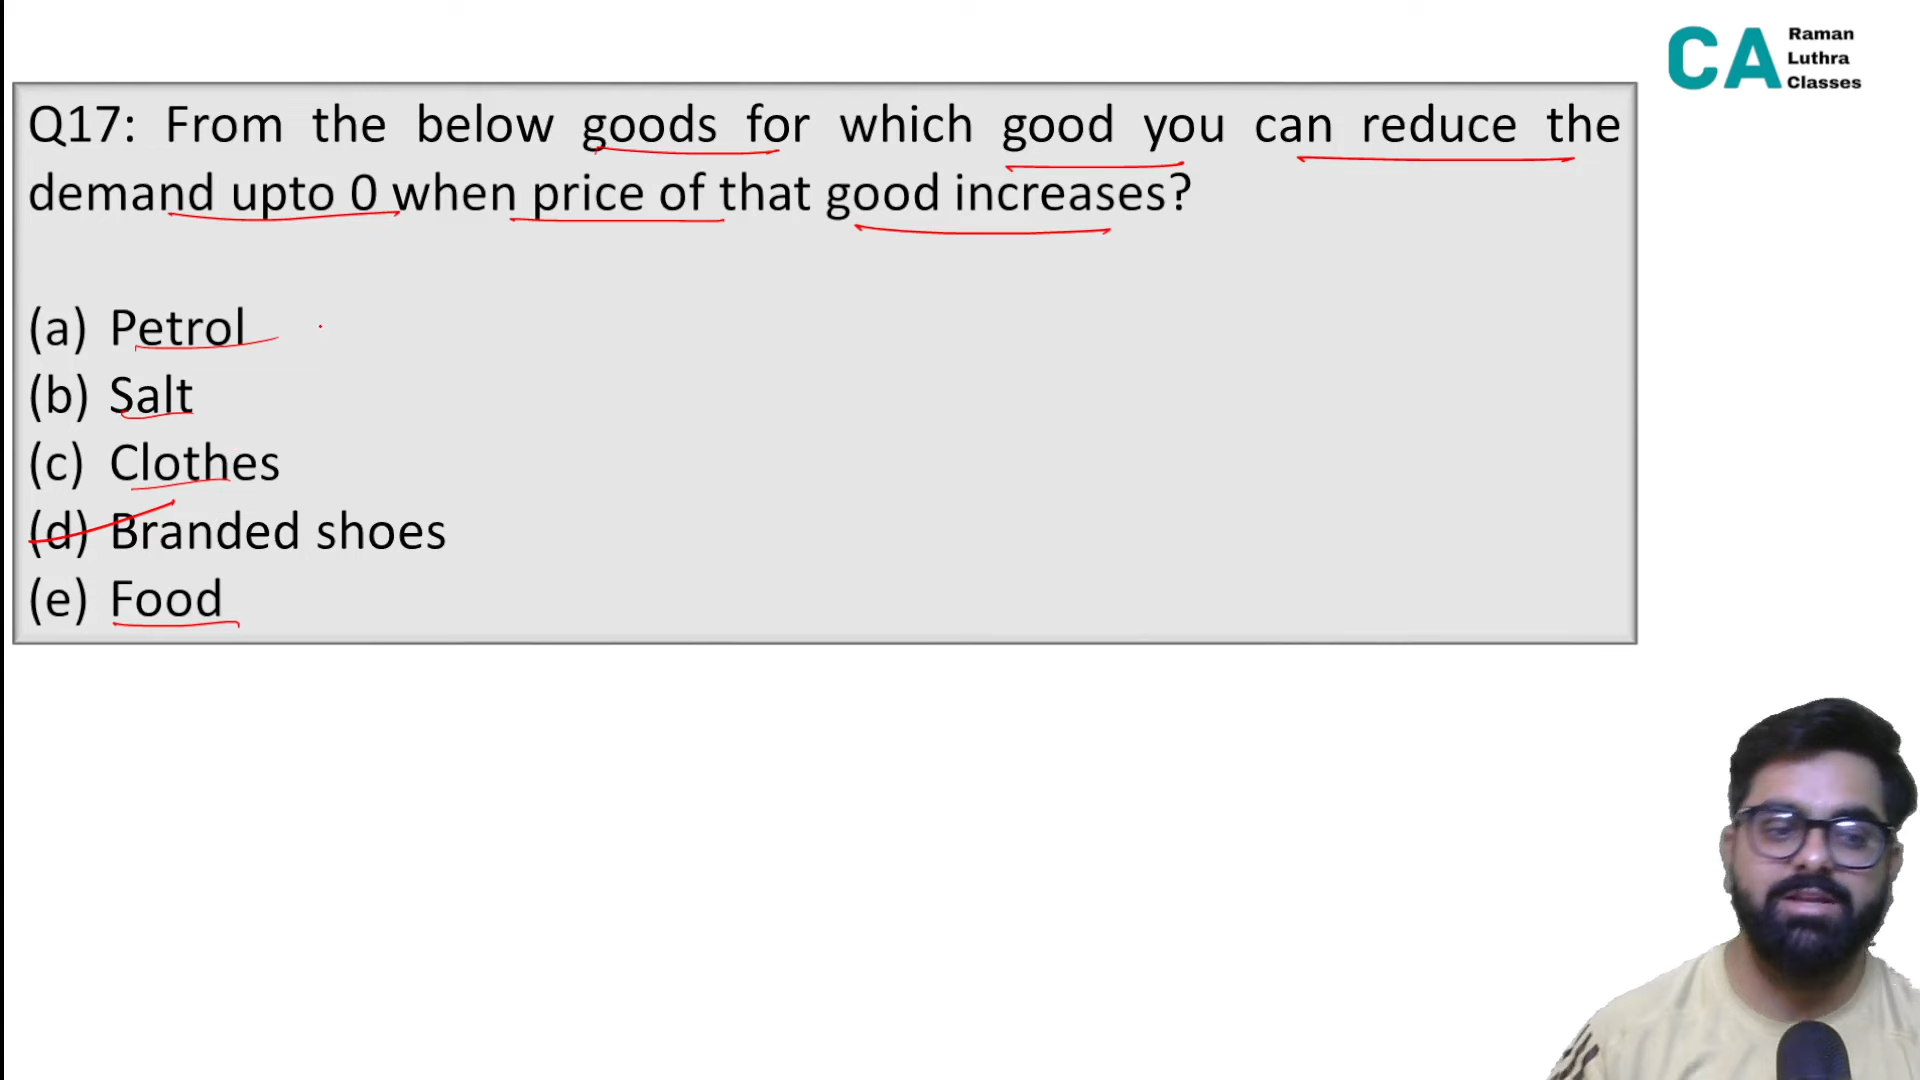 CA Raman
Luthra
Classes
Q17: From the below goods for which good you can reduce the
demand upto 0 when price of that good increases?
(a) Petrol
(b) Salt
(c) Clothes
(d) Branded shoes
(e) Food